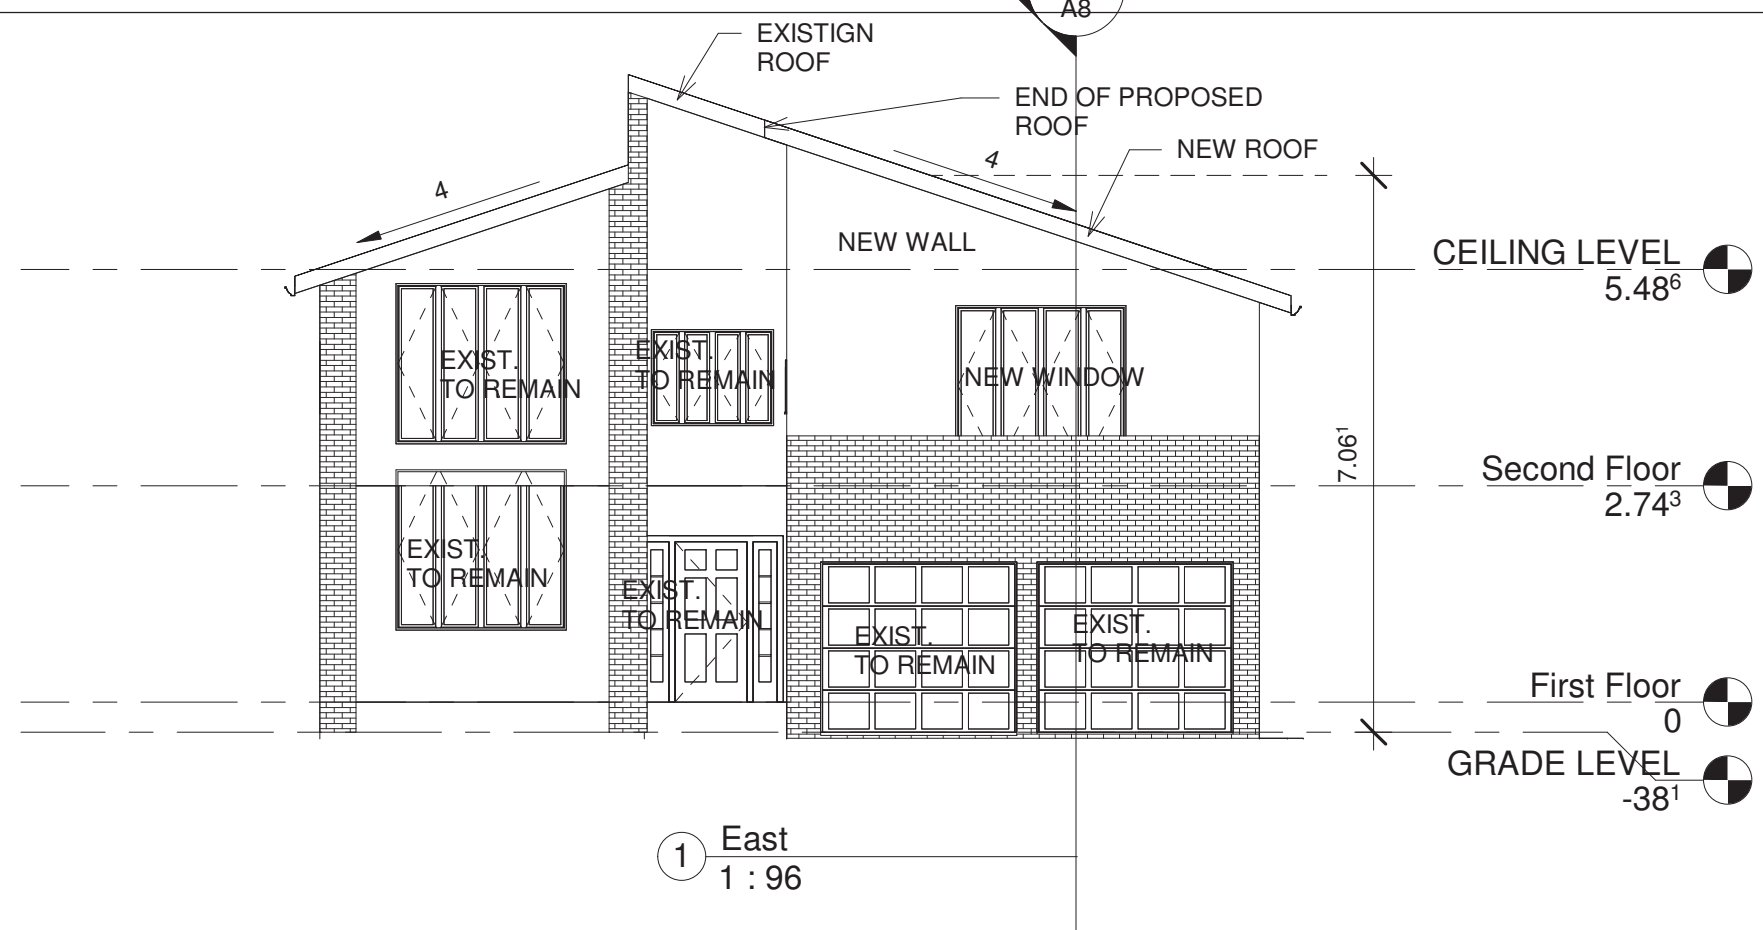 A8
EXISTIGN
ROOF
END OF PROPOSED
ROOF
NEW ROOF
4
4
NEW WALL
CEILING LEVEL
5.48⁶
EXIST.
TO REMAIN
EXIST.
TO REMAIN
NEW WINDOW
7.06¹
Second Floor
2.74³
EXIST.
TO REMAIN
EXIST.
TO REMAIN
EXIST.
TO REMAIN
EXIST.
TO REMAIN
First Floor
0
GRADE LEVEL
-38¹
1
East
1 : 96